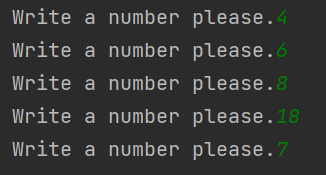 Write a number please.4
Write a number please.6
Write a number please.8
Write a number please.18
Write a number please.7